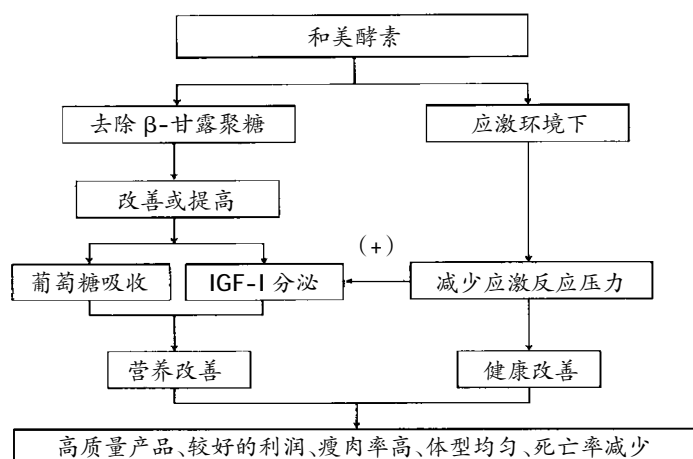 和美酵素
去除 β-甘露聚糖
应激环境下
改善或提高
(+)
葡萄糖吸收
IGF-I 分泌
减少应激反应压力
营养改善
健康改善
高质量产品、较好的利润、瘦肉率高、体型均匀、死亡率减少